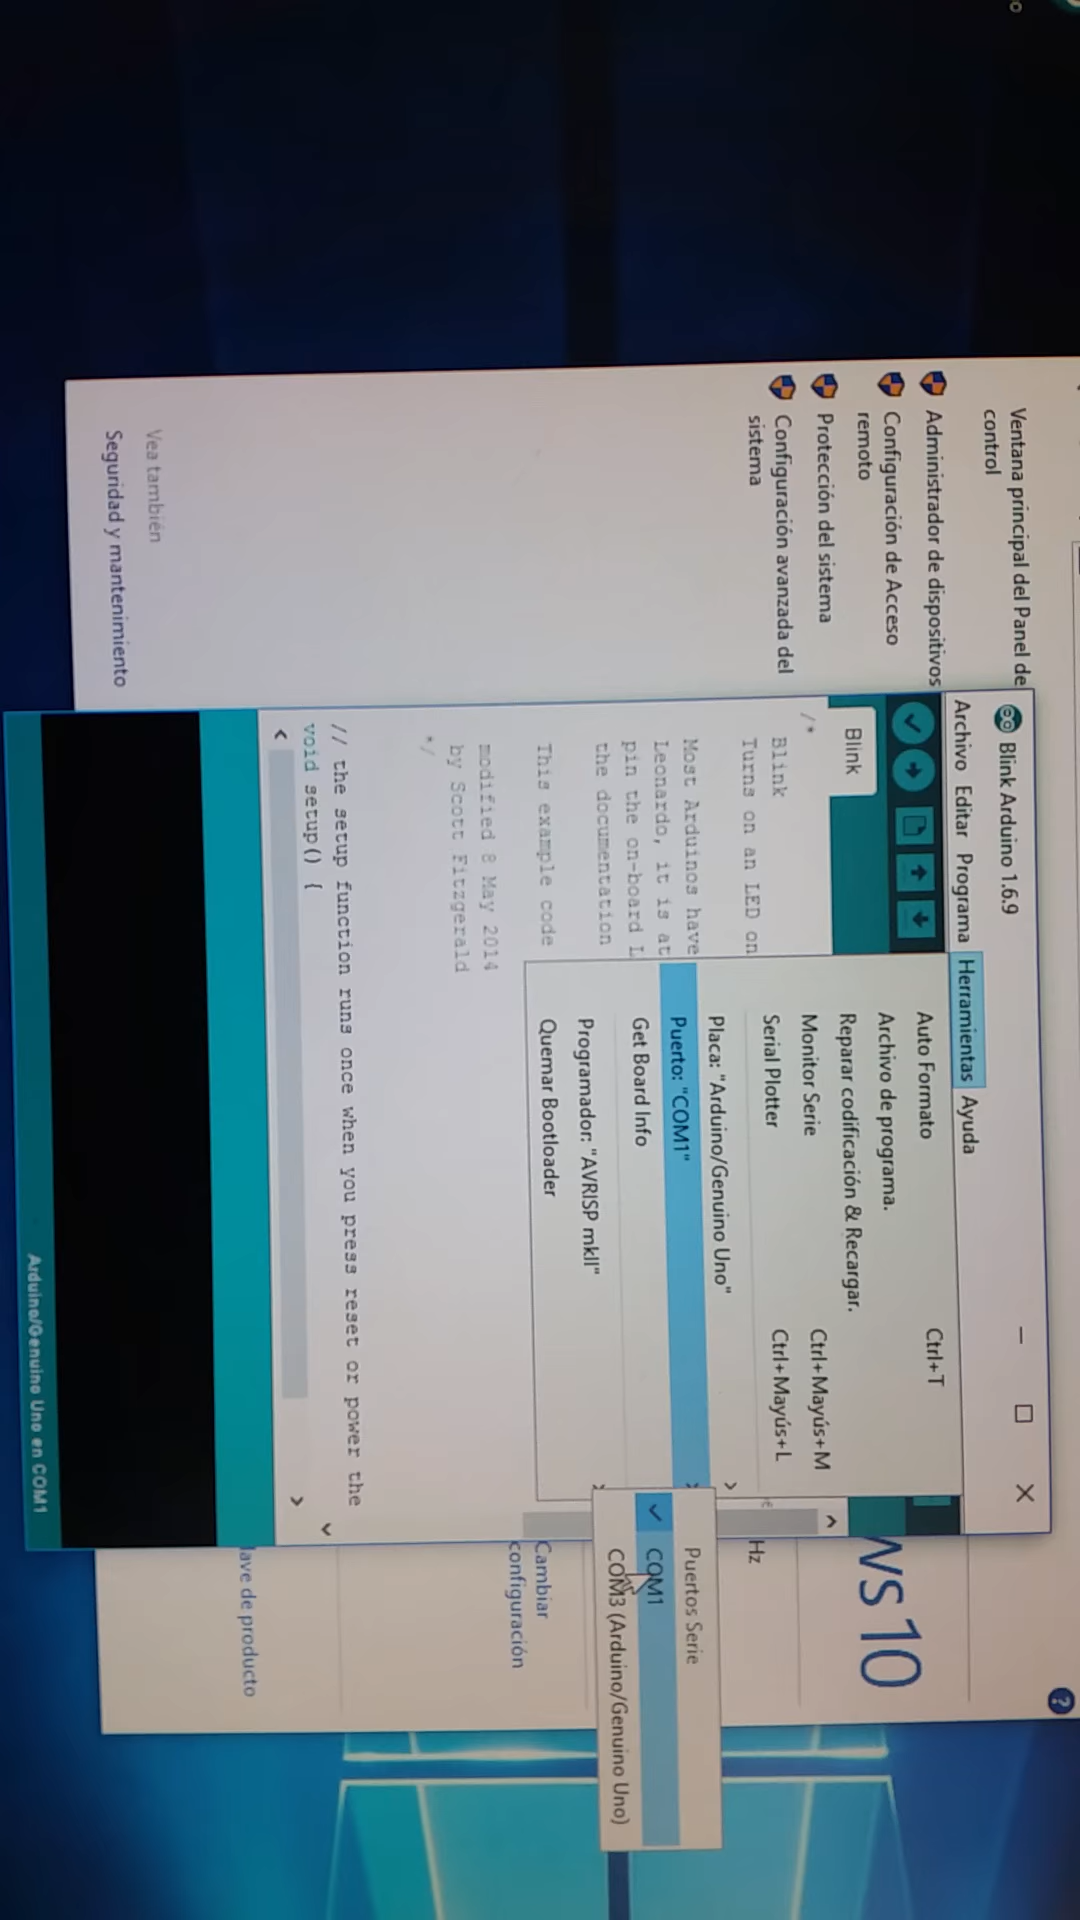 Ventana principal del Panel de
control
Administrador de dispositivos
Configuración de Acceso
remoto
Protección del sistema
Configuración avanzada del
sistema
Vea también
Seguridad y mantenimiento
Blink Arduino 1.6.9
Archivo Editar Programa Herramientas Ayuda
Blink
/*
Blink
Turns on an LED on
Most Arduinos have
Leonardo, it is at
pin the on-board L
the documentation
This example code
modified 8 May 2014
by Scott Fitzgerald
*/
// the setup function runs once when you press reset or power the
void setup() {
Arduino/Genuino Uno en COM1
Auto Formato Ctrl+T
Archivo de programa.
Reparar codificación & Recargar.
Monitor Serie Ctrl+Mayús+M
Serial Plotter Ctrl+Mayús+L
Placa: "Arduino/Genuino Uno"
Puerto: "COM1"
Get Board Info
Programador: "AVRISP mkII"
Quemar Bootloader
Puertos Serie
COM1
COM3 (Arduino/Genuino Uno)
ws 10
Hz
Cambiar
configuración
lave de producto